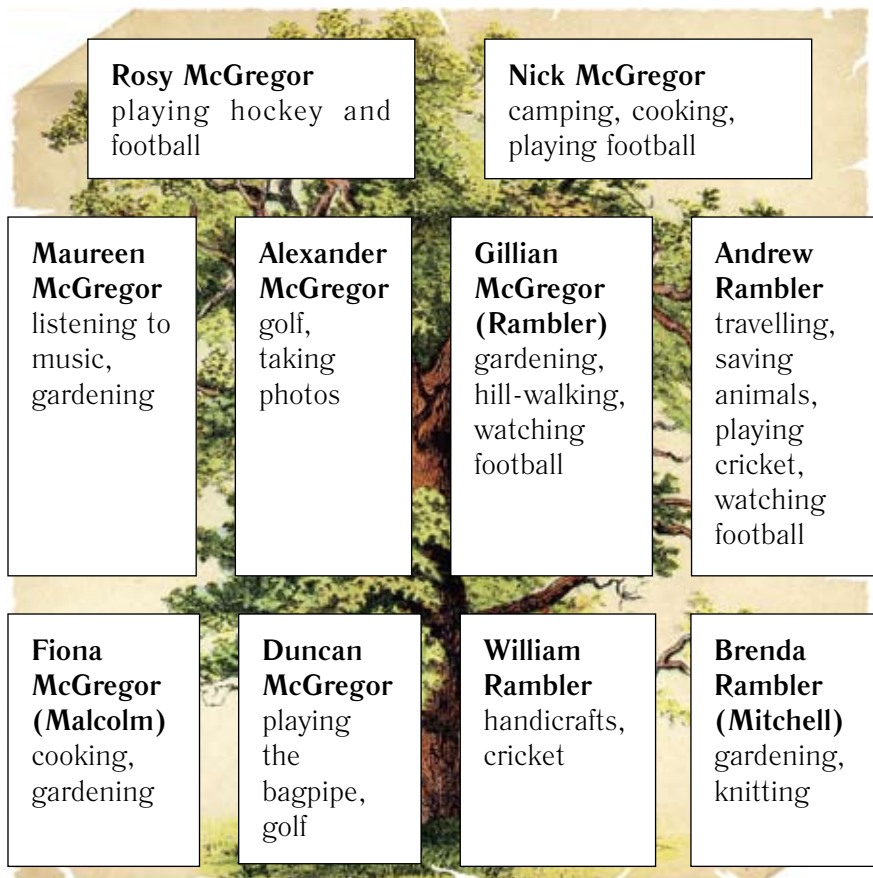 Rosy McGregor
playing hockey and
football
Nick McGregor
camping, cooking,
playing football
Maureen
McGregor
listening to
music,
gardening
Alexander
McGregor
golf,
taking
photos
Gillian
McGregor
(Rambler)
gardening,
hill-walking,
watching
football
Andrew
Rambler
travelling,
saving
animals,
playing
cricket,
watching
football
Fiona
McGregor
(Malcolm)
cooking,
gardening
Duncan
McGregor
playing
the
bagpipe,
golf
William
Rambler
handicrafts,
cricket
Brenda
Rambler
(Mitchell)
gardening,
knitting